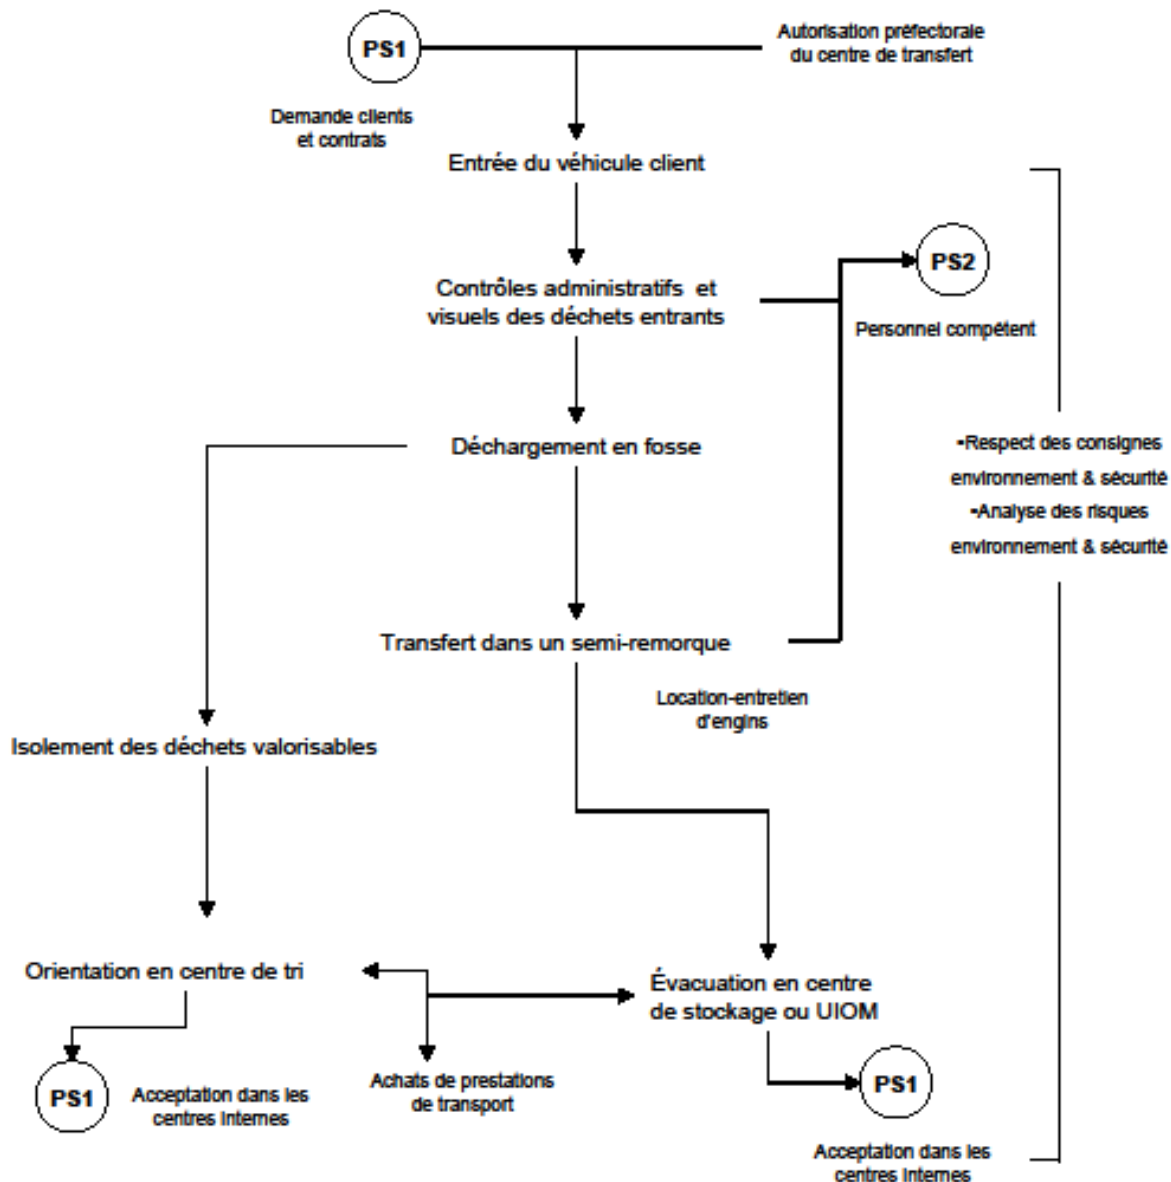 PS1
Autorisation préfectorale
du centre de transfert
Demande clients
et contrats
Entrée du véhicule client
PS2
Contrôles administratifs et
visuels des déchets entrants
Personnel compétent
Déchargement en fosse
-Respect des consignes
environnement & sécurité
-Analyse des risques
environnement & sécurité
Transfert dans un semi-remorque
Location-entretien
d'engins
Isolement des déchets valorisables
Orientation en centre de tri
Évacuation en centre
de stockage ou UIOM
PS1
Acceptation dans les
centres internes
Achats de prestations
de transport
PS1
Acceptation dans les
centres internes